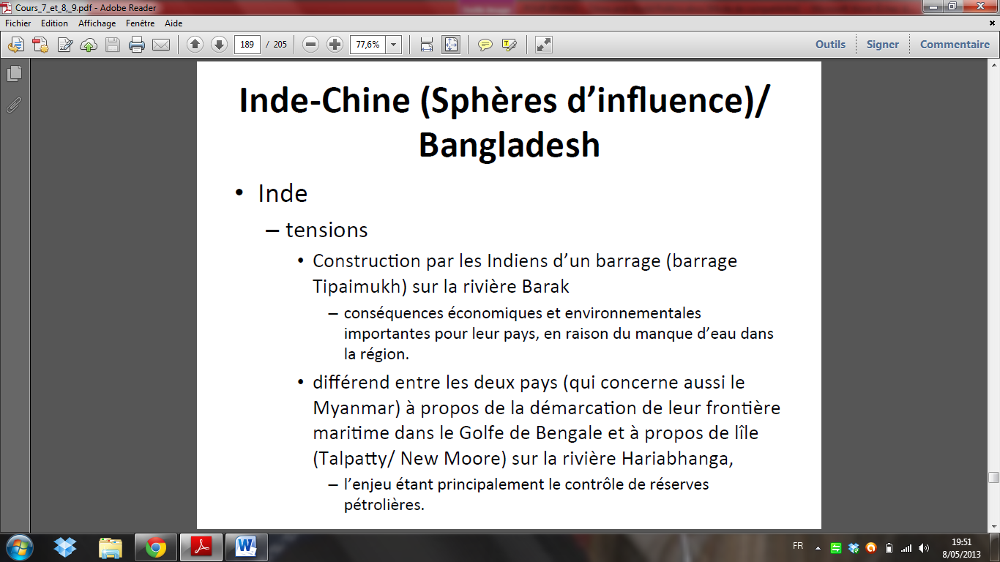 Cours_7_et_8,_9.pdf - Adobe Reader
Fichier Edition Affichage Fenêtre Aide
189 / 205 77,6% Outils Signer Commentaire
Inde-Chine (Sphères d’influence)/
Bangladesh
• Inde
– tensions
• Construction par les Indiens d’un barrage (barrage
Tipaimukh) sur la rivière Barak
– conséquences économiques et environnementales
importantes pour leur pays, en raison du manque d’eau dans
la région.
• différend entre les deux pays (qui concerne aussi le
Myanmar) à propos de la démarcation de leur frontière
maritime dans le Golfe de Bengale et à propos de lîle
(Talpatty/ New Moore) sur la rivière Hariabhanga,
– l’enjeu étant principalement le contrôle de réserves
pétrolières.
FR 19:51
8/05/2013